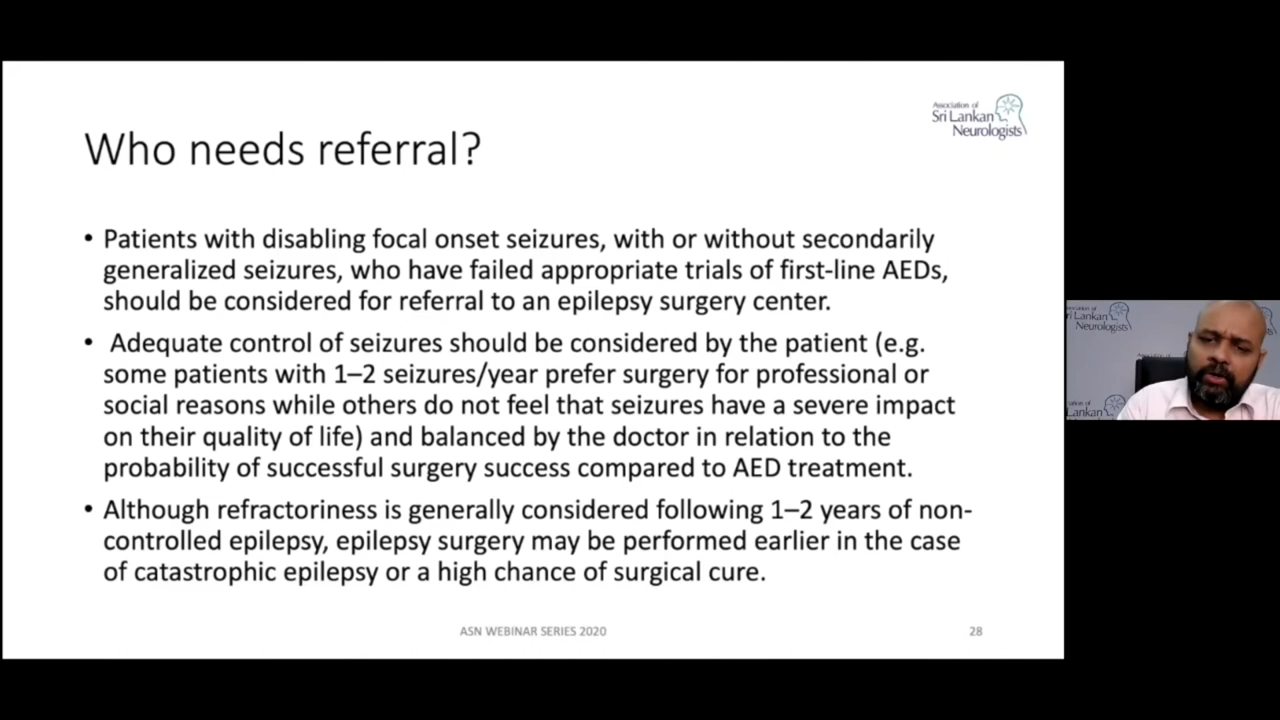 Association of
Sri Lankan
Neurologists
Who needs referral?
• Patients with disabling focal onset seizures, with or without secondarily
generalized seizures, who have failed appropriate trials of first-line AEDs,
should be considered for referral to an epilepsy surgery center.
• Adequate control of seizures should be considered by the patient (e.g.
some patients with 1–2 seizures/year prefer surgery for professional or
social reasons while others do not feel that seizures have a severe impact
on their quality of life) and balanced by the doctor in relation to the
probability of successful surgery success compared to AED treatment.
• Although refractoriness is generally considered following 1–2 years of non-
controlled epilepsy, epilepsy surgery may be performed earlier in the case
of catastrophic epilepsy or a high chance of surgical cure.
ASN WEBINAR SERIES 2020
28
ri Lankan
Neurologists
Lankan